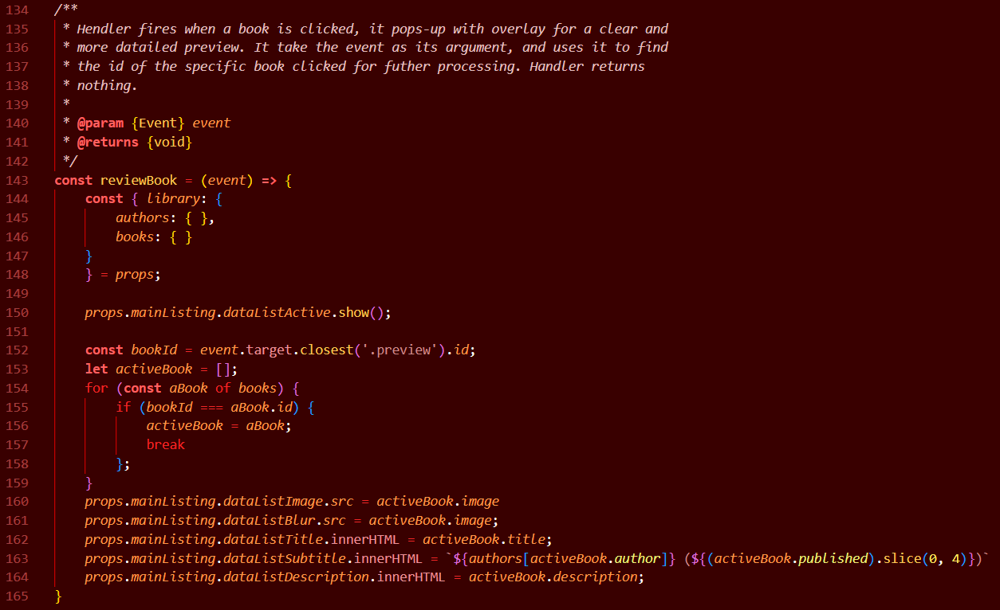 134 /**
135  * Hendler fires when a book is clicked, it pops-up with overlay for a clear and
136  * more datailed preview. It take the event as its argument, and uses it to find
137  * the id of the specific book clicked for futher processing. Handler returns
138  * nothing.
139  *
140  * @param {Event} event
141  * @returns {void}
142  */
143 const reviewBook = (event) => {
144     const { library: {
145         authors: { },
146         books: { }
147     }
148     } = props;
149
150     props.mainListing.dataListActive.show();
151
152     const bookId = event.target.closest('.preview').id;
153     let activeBook = [];
154     for (const aBook of books) {
155         if (bookId === aBook.id) {
156             activeBook = aBook;
157             break
158         };
159     }
160     props.mainListing.dataListImage.src = activeBook.image
161     props.mainListing.dataListBlur.src = activeBook.image;
162     props.mainListing.dataListTitle.innerHTML = activeBook.title;
163     props.mainListing.dataListSubtitle.innerHTML = `${authors[activeBook.author]} (${(activeBook.published).slice(0, 4)})`
164     props.mainListing.dataListDescription.innerHTML = activeBook.description;
165 }